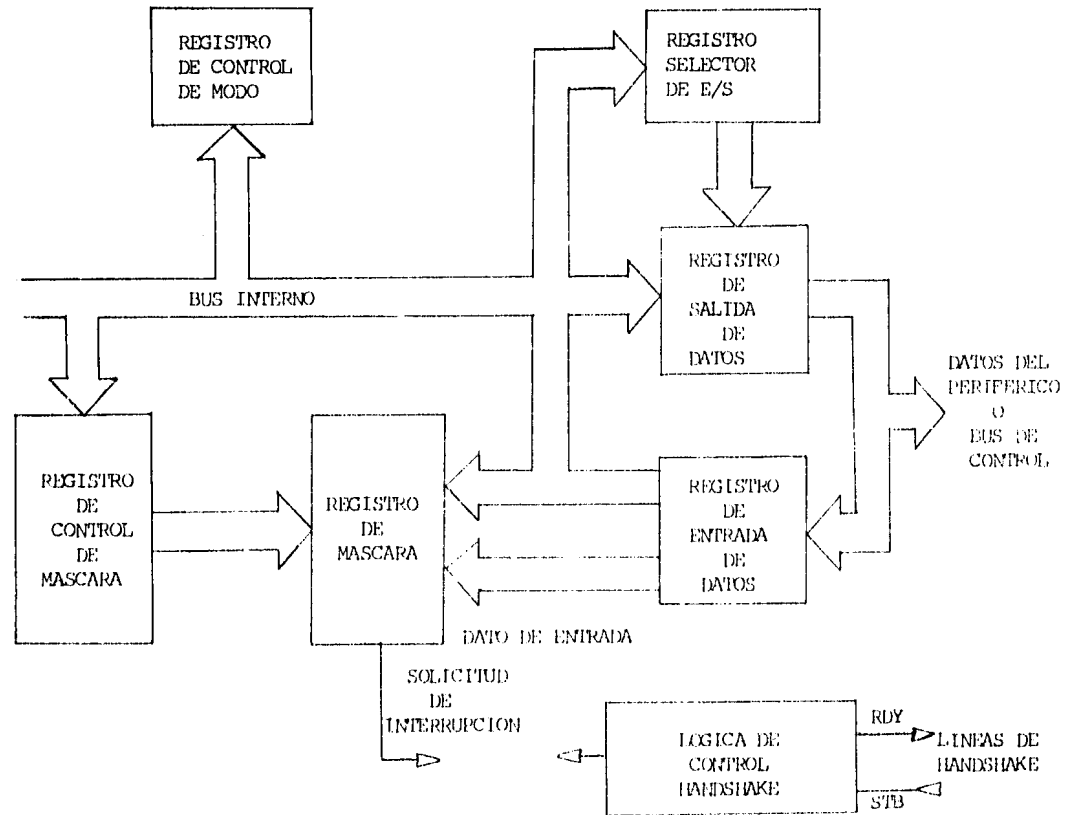 REGISTRO
DE CONTROL
DE MODO
REGISTRO
SELECTOR
DE E/S
BUS INTERNO
REGISTRO
DE
SALIDA
DE
DATOS
DATOS DEL
PERIFERICO
O
BUS DE
CONTROL
REGISTRO
DE
CONTROL
DE
MASCARA
REGISTRO
DE
MASCARA
REGISTRO
DE
ENTRADA
DE
DATOS
DATO DE ENTRADA
SOLICITUD
DE
INTERRUPCION
LOGICA DE
CONTROL
HANDSHAKE
RDY
STB
LINEAS DE
HANDSHAKE